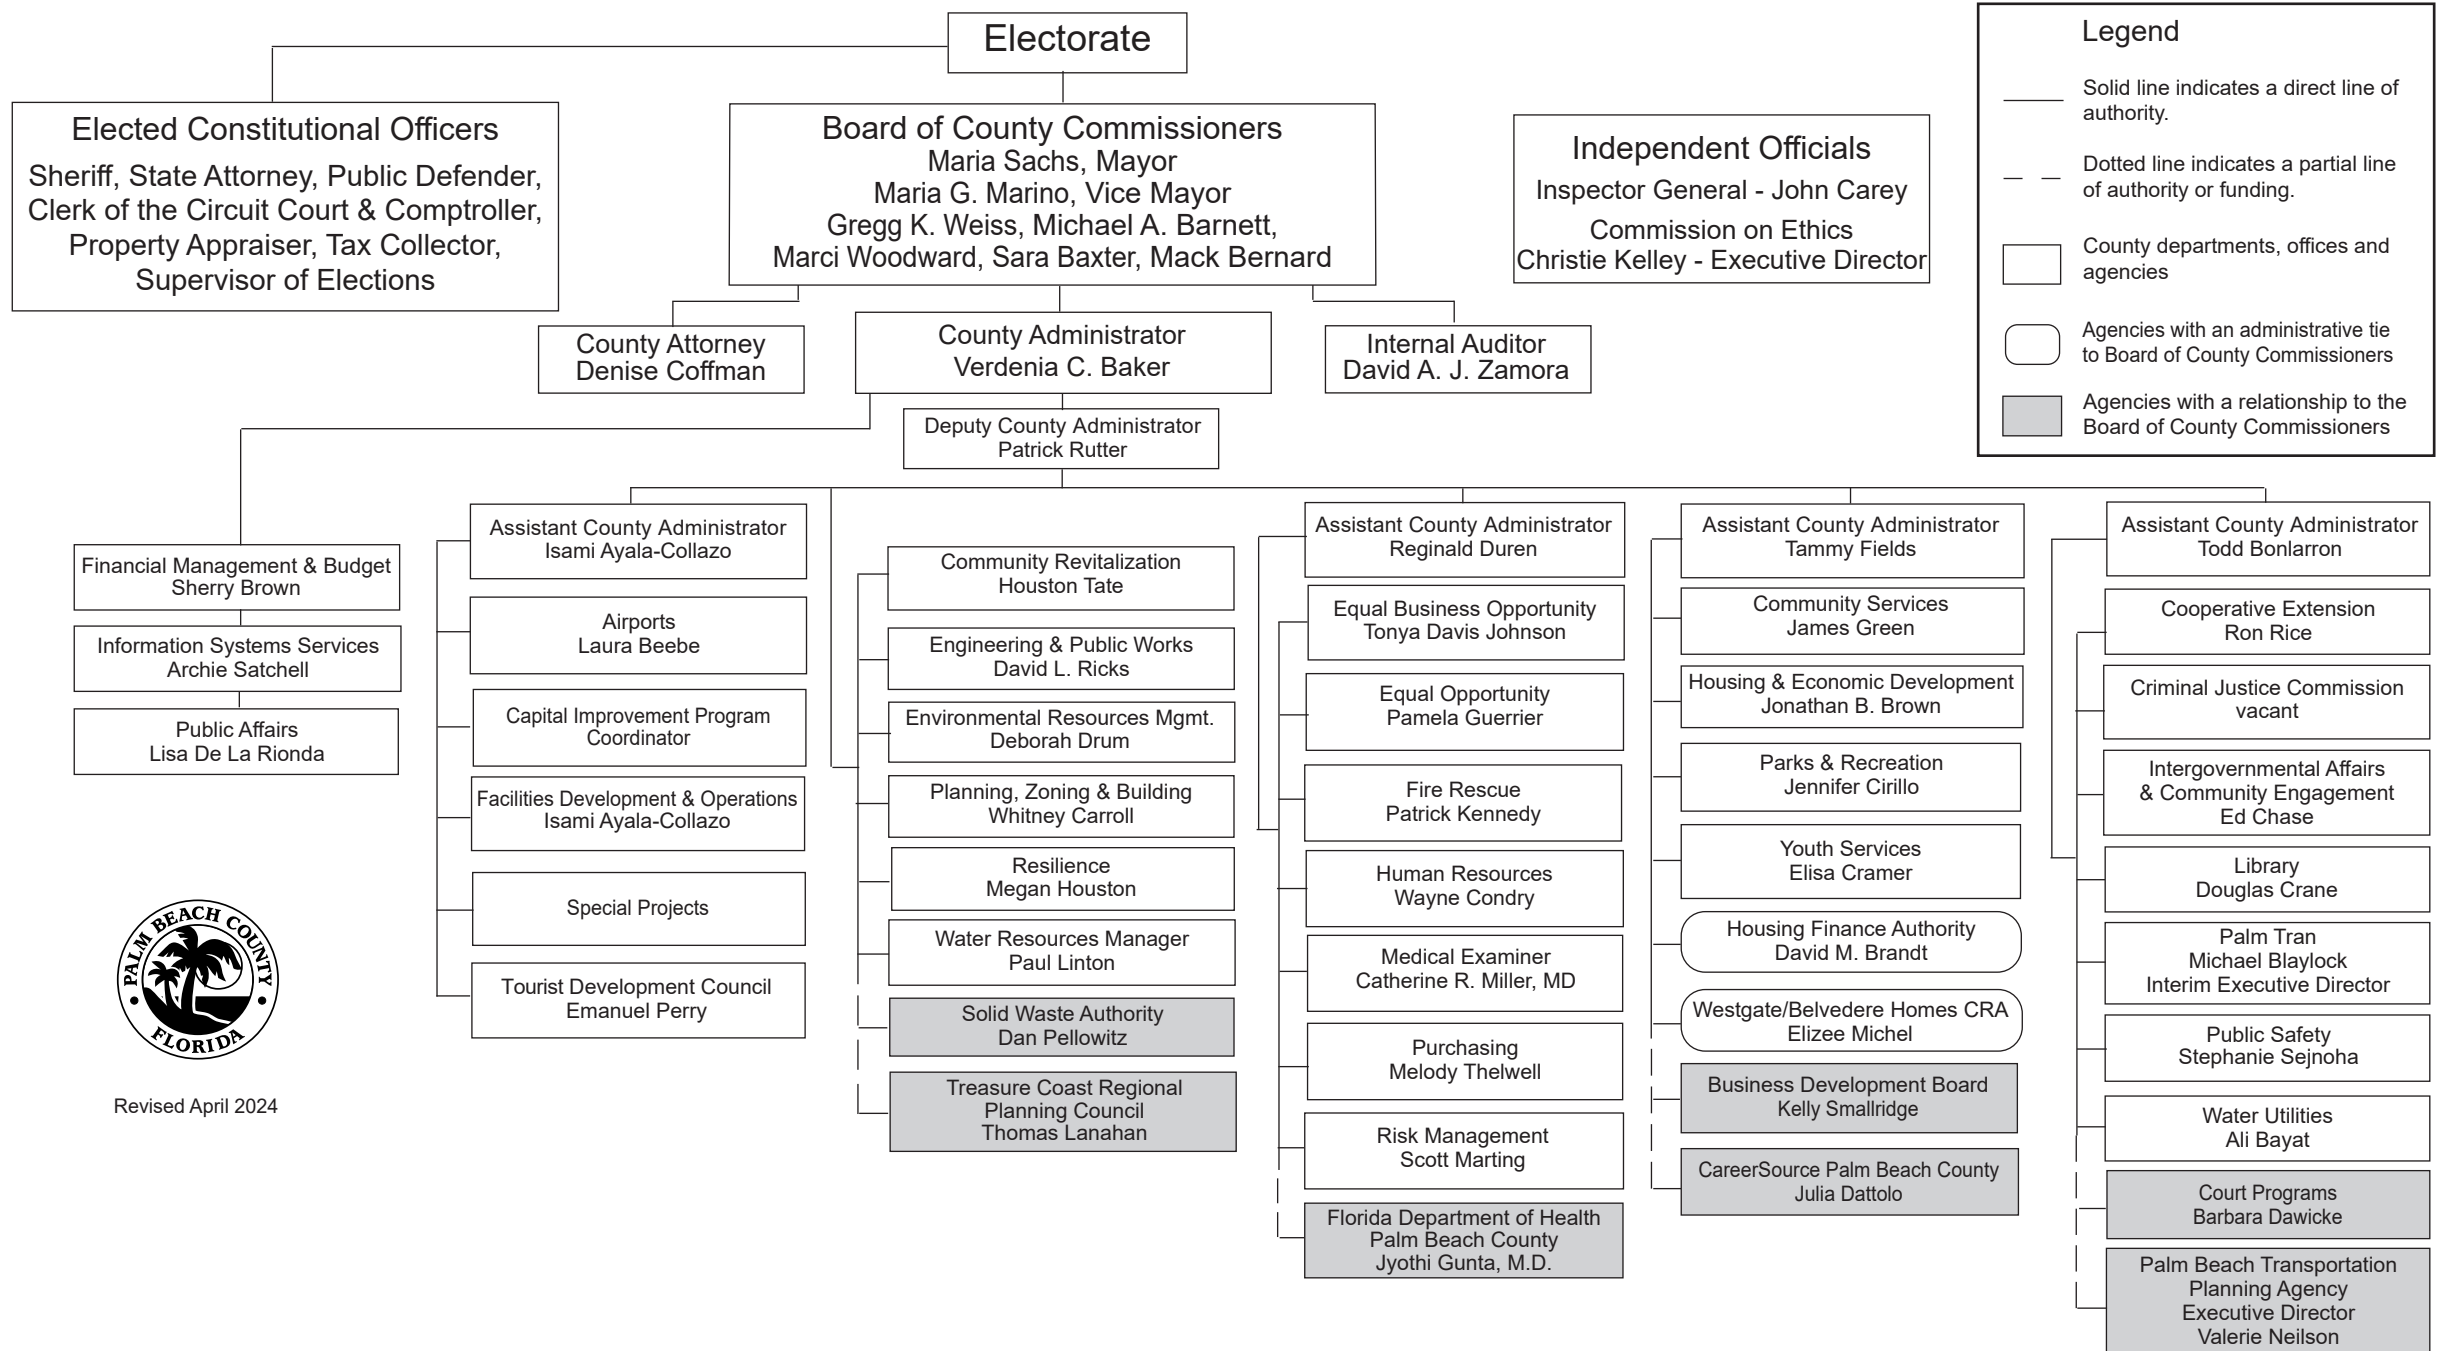 Electorate
Elected Constitutional Officers
Sheriff, State Attorney, Public Defender,
Clerk of the Circuit Court & Comptroller,
Property Appraiser, Tax Collector,
Supervisor of Elections
Board of County Commissioners
Maria Sachs, Mayor
Maria G. Marino, Vice Mayor
Gregg K. Weiss, Michael A. Barnett,
Marci Woodward, Sara Baxter, Mack Bernard
Independent Officials
Inspector General - John Carey
Commission on Ethics
Christie Kelley - Executive Director
Legend
Solid line indicates a direct line of
authority.
Dotted line indicates a partial line
of authority or funding.
County departments, offices and
agencies
Agencies with an administrative tie
to Board of County Commissioners
Agencies with a relationship to the
Board of County Commissioners
County Attorney
Denise Coffman
County Administrator
Verdenia C. Baker
Internal Auditor
David A. J. Zamora
Deputy County Administrator
Patrick Rutter
Financial Management & Budget
Sherry Brown
Information Systems Services
Archie Satchell
Public Affairs
Lisa De La Rionda
Assistant County Administrator
Isami Ayala-Collazo
Airports
Laura Beebe
Capital Improvement Program
Coordinator
Facilities Development & Operations
Isami Ayala-Collazo
Special Projects
Tourist Development Council
Emanuel Perry
Community Revitalization
Houston Tate
Engineering & Public Works
David L. Ricks
Environmental Resources Mgmt.
Deborah Drum
Planning, Zoning & Building
Whitney Carroll
Resilience
Megan Houston
Water Resources Manager
Paul Linton
Solid Waste Authority
Dan Pellowitz
Treasure Coast Regional
Planning Council
Thomas Lanahan
Assistant County Administrator
Reginald Duren
Equal Business Opportunity
Tonya Davis Johnson
Equal Opportunity
Pamela Guerrier
Fire Rescue
Patrick Kennedy
Human Resources
Wayne Condry
Medical Examiner
Catherine R. Miller, MD
Purchasing
Melody Thelwell
Risk Management
Scott Marting
Florida Department of Health
Palm Beach County
Jyothi Gunta, M.D.
Assistant County Administrator
Tammy Fields
Community Services
James Green
Housing & Economic Development
Jonathan B. Brown
Parks & Recreation
Jennifer Cirillo
Youth Services
Elisa Cramer
Housing Finance Authority
David M. Brandt
Westgate/Belvedere Homes CRA
Elizee Michel
Business Development Board
Kelly Smallridge
CareerSource Palm Beach County
Julia Dattolo
Assistant County Administrator
Todd Bonlarron
Cooperative Extension
Ron Rice
Criminal Justice Commission
vacant
Intergovernmental Affairs
& Community Engagement
Ed Chase
Library
Douglas Crane
Palm Tran
Michael Blaylock
Interim Executive Director
Public Safety
Stephanie Sejnoha
Water Utilities
Ali Bayat
Court Programs
Barbara Dawicke
Palm Beach Transportation
Planning Agency
Executive Director
Valerie Neilson
PALM BEACH COUNTY
FLORIDA
Revised April 2024